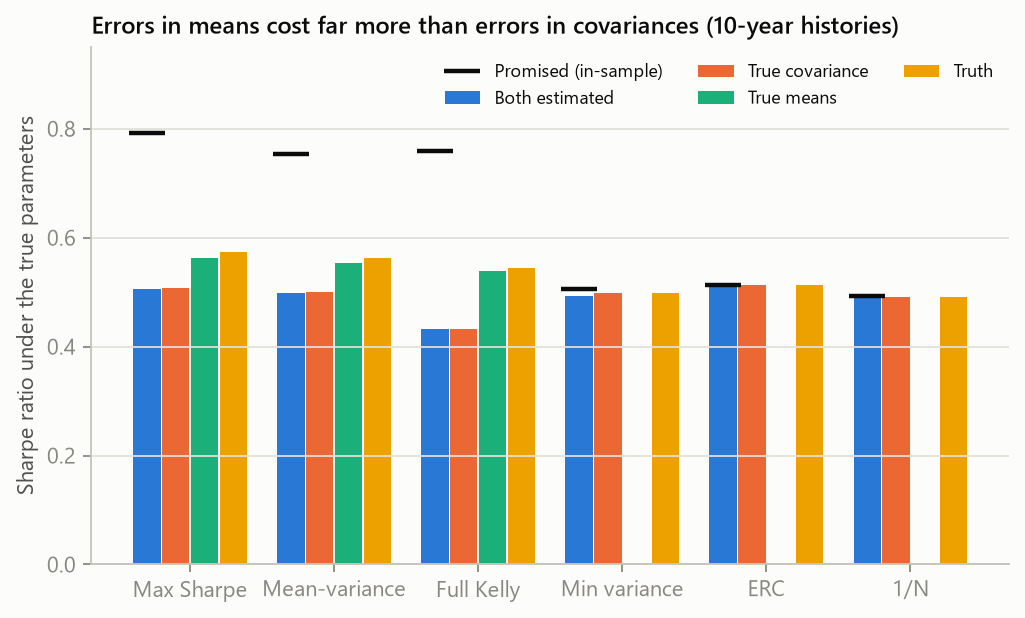 Errors in means cost far more than errors in covariances (10-year histories)
Promised (in-sample)
Both estimated
True covariance
True means
Truth
Sharpe ratio under the true parameters
0.8
0.6
0.4
0.2
0.0
Max Sharpe
Mean-variance
Full Kelly
Min variance
ERC
1/N